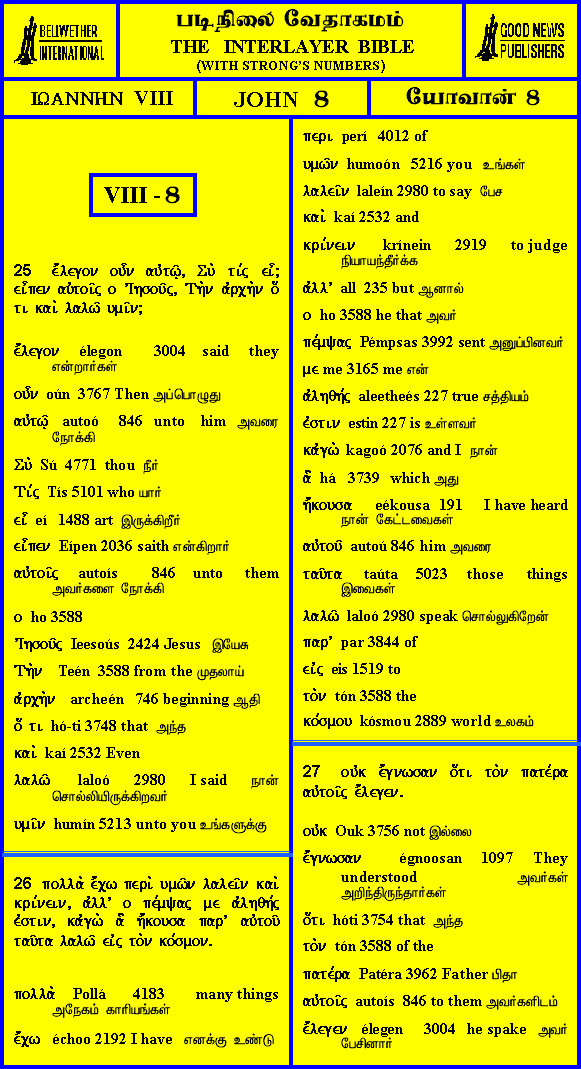 BELLWETHER
INTERNATIONAL
படிநிலை வேதாகமம்
THE INTERLAYER BIBLE
(WITH STRONG'S NUMBERS)
GOOD NEWS
PUBLISHERS
ΙΩΑΝΝΗΝ VIII
JOHN 8
யோவான் 8
VIII - 8
25 ἔλεγον οὖν αὐτῷ, Σὺ τίς εἶ;
εἶπεν αὐτοῖς ο Ἰησοῦς, Τὴν ἀρχὴν ὅ
τι καὶ λαλῶ υμῖν;
ἔλεγον élegon 3004 said they
என்றார்கள்
οὖν oún 3767 Then அப்பொழுது
αὐτῷ autoó 846 unto him அவரை
நோக்கி
Σὺ Sú 4771 thou நீர்
Τίς Tís 5101 who யார்
εἶ eí 1488 art இருக்கிறீர்
εἶπεν Eípen 2036 saith என்கிறார்
αὐτοῖς autoís 846 unto them
அவர்களை நோக்கி
ο ho 3588
Ἰησοῦς Ieesoús 2424 Jesus இயேசு
Τὴν Teén 3588 from the முதலாய்
ἀρχὴν archeén 746 beginning ஆதி
ὅ τι hó-ti 3748 that அந்த
καὶ kaí 2532 Even
λαλῶ laloó 2980 I said நான்
சொல்லியிருக்கிறவர்
υμῖν humín 5213 unto you உங்களுக்கு
26 πολλὰ ἔχω περὶ υμῶν λαλεῖν καὶ
κρίνειν, ἀλλ’ ο πέμψας με ἀληθής
ἐστιν, κἀγὼ ἃ ἤκουσα παρ’ αὐτοῦ
ταῦτα λαλῶ εἰς τὸν κόσμον.
πολλὰ Pollá 4183 many things
அநேகம் காரியங்கள்
ἔχω échoo 2192 I have எனக்கு உண்டு
περι perí 4012 of
υμῶν humoón 5216 you உங்கள்
λαλεῖν laleín 2980 to say பேச
καὶ kaí 2532 and
κρίνειν krínein 2919 to judge
நியாயந்தீர்க்க
ἀλλ’ all 235 but ஆனால்
ο ho 3588 he that அவர்
πέμψας Pémpsas 3992 sent அனுப்பினவர்
με me 3165 me என்
ἀληθής aleetheés 227 true சத்தியம்
ἐστιν estin 227 is உள்ளவர்
κἀγὼ kagoó 2076 and I நான்
ἃ há 3739 which அது
ἤκουσα eékousa 191 I have heard
நான் கேட்டவைகள்
αὐτοῦ autoú 846 him அவரை
ταῦτα taúta 5023 those things
இவைகள்
λαλῶ laloó 2980 speak சொல்லுகிறேன்
παρ’ par 3844 of
εἰς eis 1519 to
τὸν tón 3588 the
κόσμου kósmou 2889 world உலகம்
27 οὐκ ἔγνωσαν ὅτι τὸν πατέρα
αὐτοῖς ἔλεγεν.
οὐκ Ouk 3756 not இல்லை
ἔγνωσαν égnoosan 1097 They
understood அவர்கள்
அறிந்திருந்தார்கள்
ὅτι hóti 3754 that அந்த
τὸν tón 3588 of the
πατέρα Patéra 3962 Father பிதா
αὐτοῖς autoís 846 to them அவர்களிடம்
ἔλεγεν élegen 3004 he spake அவர்
பேசினார்